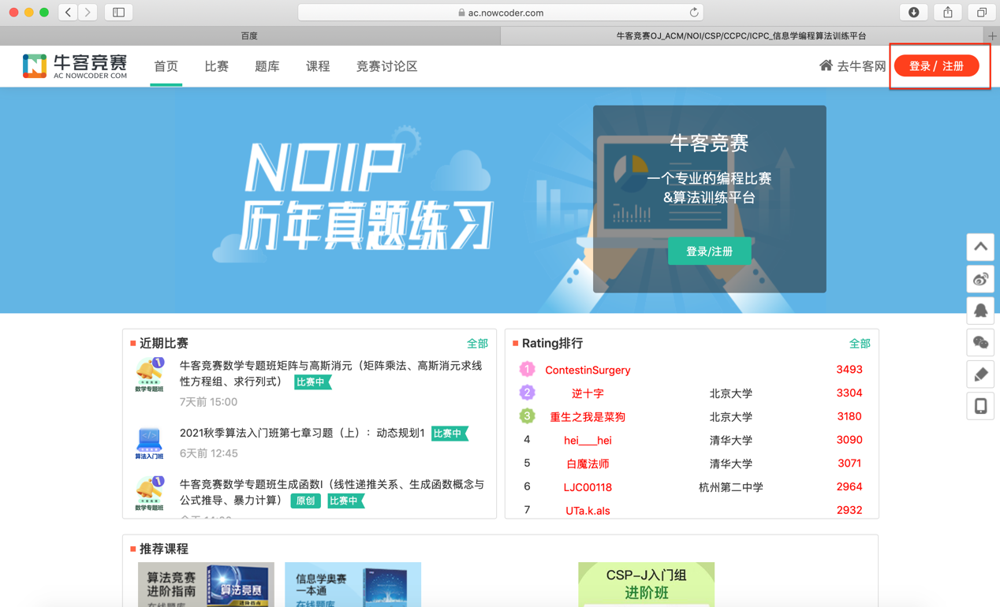 ac.nowcoder.com
百度
牛客竞赛OJ_ACM/NOI/CSP/CCPC/ICPC_信息学编程算法训练平台
牛客竞赛
AC NOWCODER COM
首页 比赛 题库 课程 竞赛讨论区
去牛客网
登录 / 注册
NOIP
历年真题练习
牛客竞赛
一个专业的编程比赛
&算法训练平台
登录/注册
近期比赛 全部
数学专题班
牛客竞赛数学专题班矩阵与高斯消元（矩阵乘法、高斯消元求线
性方程组、求行列式） 比赛中
7天前 15:00
算法入门班
2021秋季算法入门班第七章习题（上）：动态规划1 比赛中
6天前 12:45
数学专题班
牛客竞赛数学专题班生成函数I（线性递推关系、生成函数概念与
公式推导、暴力计算） 原创 比赛中
Rating排行 全部
1 ContestinSurgery 3493
2 逆十字 北京大学 3304
3 重生之我是菜狗 北京大学 3180
4 hei___hei 清华大学 3090
5 白魔法师 清华大学 3071
6 LJC00118 杭州第二中学 2964
7 UTa.k.als 2932
推荐课程
算法竞赛
进阶指南
在线题库
算法竞赛
进阶指南
信息学奥赛
一本通
在线题库
CSP-J入门组
进阶班